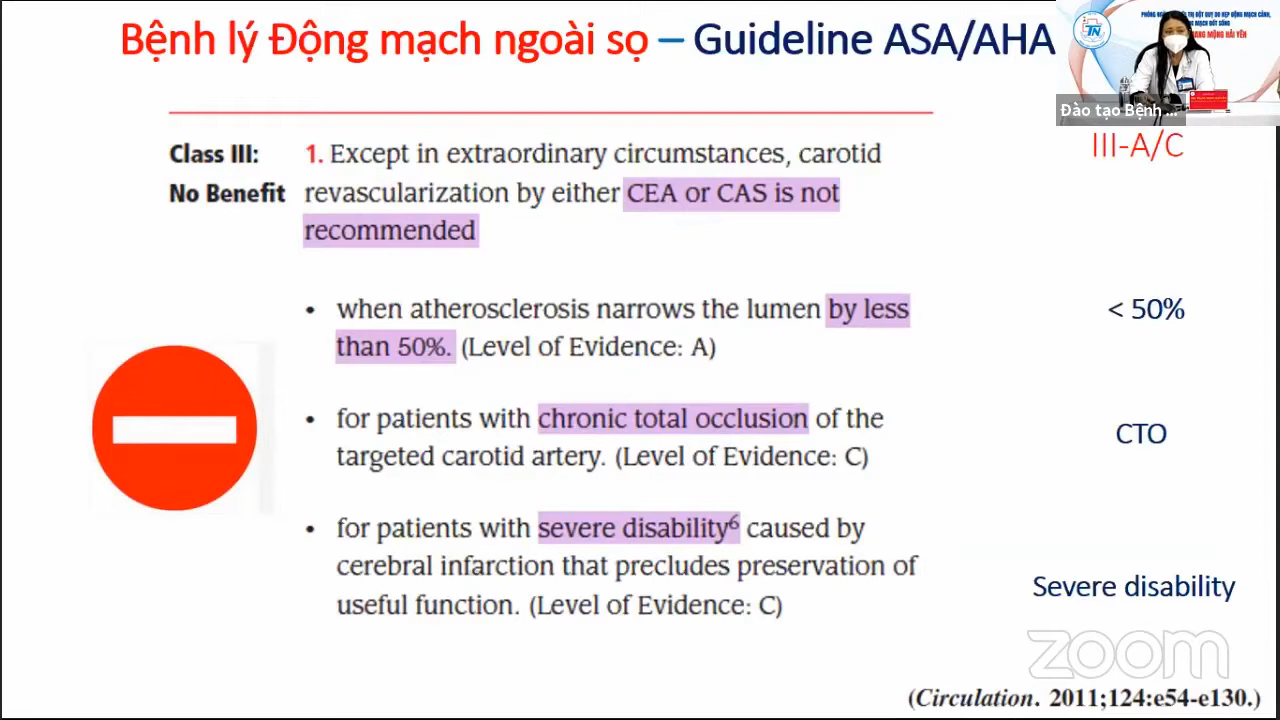 Bệnh lý Động mạch ngoài sọ – Guideline ASA/AHA
TN
HẢI YẾN
Đào tạo Bệnh ...
III-A/C
Class III: 1. Except in extraordinary circumstances, carotid
No Benefit revascularization by either CEA or CAS is not
recommended
• when atherosclerosis narrows the lumen by less
than 50%. (Level of Evidence: A)
< 50%
• for patients with chronic total occlusion of the
targeted carotid artery. (Level of Evidence: C)
CTO
• for patients with severe disability⁶ caused by
cerebral infarction that precludes preservation of
useful function. (Level of Evidence: C)
Severe disability
zoom
(Circulation. 2011;124:e54-e130.)